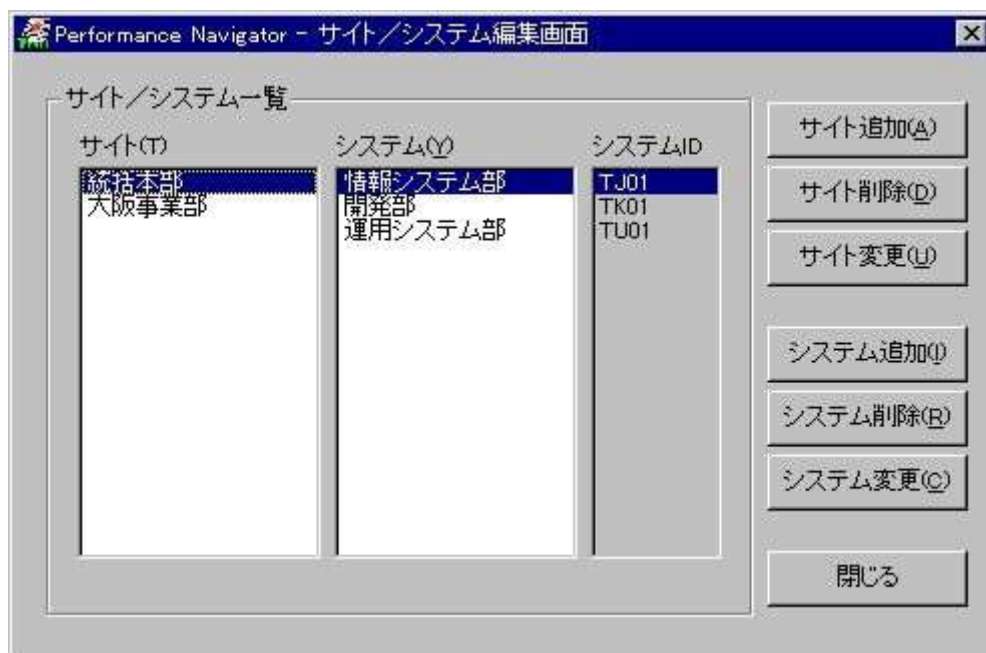 Performance Navigator - サイト／システム編集画面
サイト／システム一覧
サイト(T)
統括本部
大阪事業部
システム(Y)
情報システム部
開発部
運用システム部
システムID
TJ01
TK01
TU01
サイト追加(A)
サイト削除(D)
サイト変更(U)
システム追加(I)
システム削除(R)
システム変更(C)
閉じる